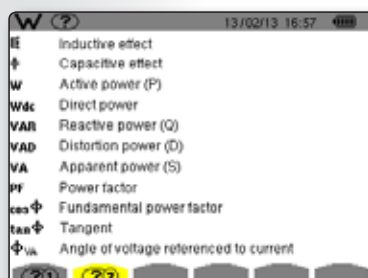 W (?) 13/02/13 16:57
Inductive effect
Capacitive effect
W Active power (P)
Wdc Direct power
VAR Reactive power (Q)
VAD Distortion power (D)
VA Apparent power (S)
PF Power factor
cosΦ Fundamental power factor
tanΦ Tangent
ΦVA Angle of voltage referenced to current
?1 ?2